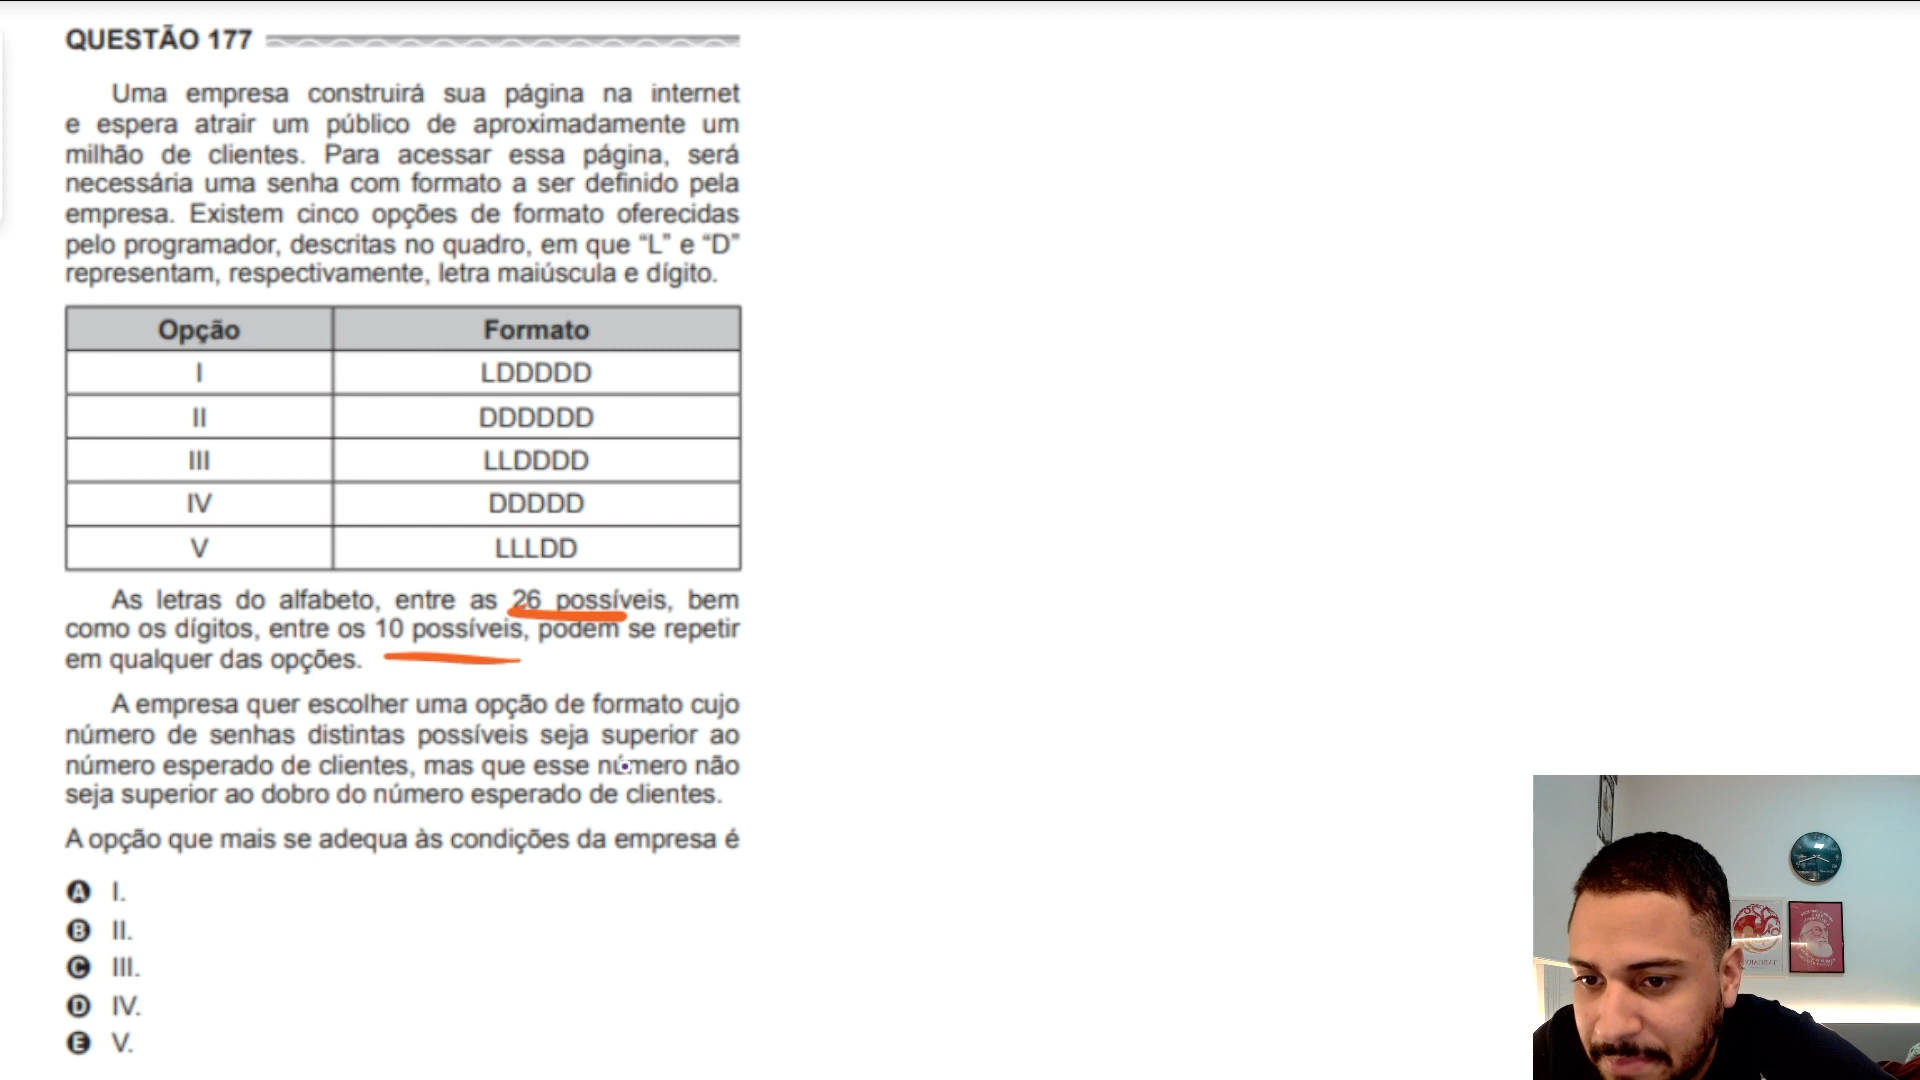 QUESTÃO 177
Uma empresa construirá sua página na internet
e espera atrair um público de aproximadamente um
milhão de clientes. Para acessar essa página, será
necessária uma senha com formato a ser definido pela
empresa. Existem cinco opções de formato oferecidas
pelo programador, descritas no quadro, em que “L” e “D”
representam, respectivamente, letra maiúscula e dígito.
Opção Formato
I LDDDDD
II DDDDDD
III LLDDDD
IV DDDDD
V LLLDD
As letras do alfabeto, entre as 26 possíveis, bem
como os dígitos, entre os 10 possíveis, podem se repetir
em qualquer das opções.
A empresa quer escolher uma opção de formato cujo
número de senhas distintas possíveis seja superior ao
número esperado de clientes, mas que esse número não
seja superior ao dobro do número esperado de clientes.
A opção que mais se adequa às condições da empresa é
A I.
B II.
C III.
D IV.
E V.